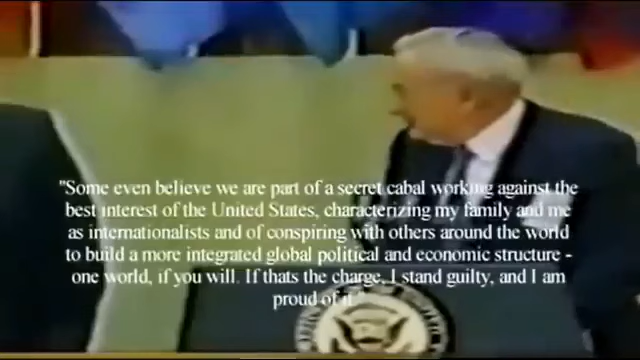 "Some even believe we are part of a secret cabal working against the
best interest of the United States, characterizing my family and me
as internationalists and of conspiring with others around the world
to build a more integrated global political and economic structure -
one world, if you will. If thats the charge, I stand guilty, and I am
proud of it."